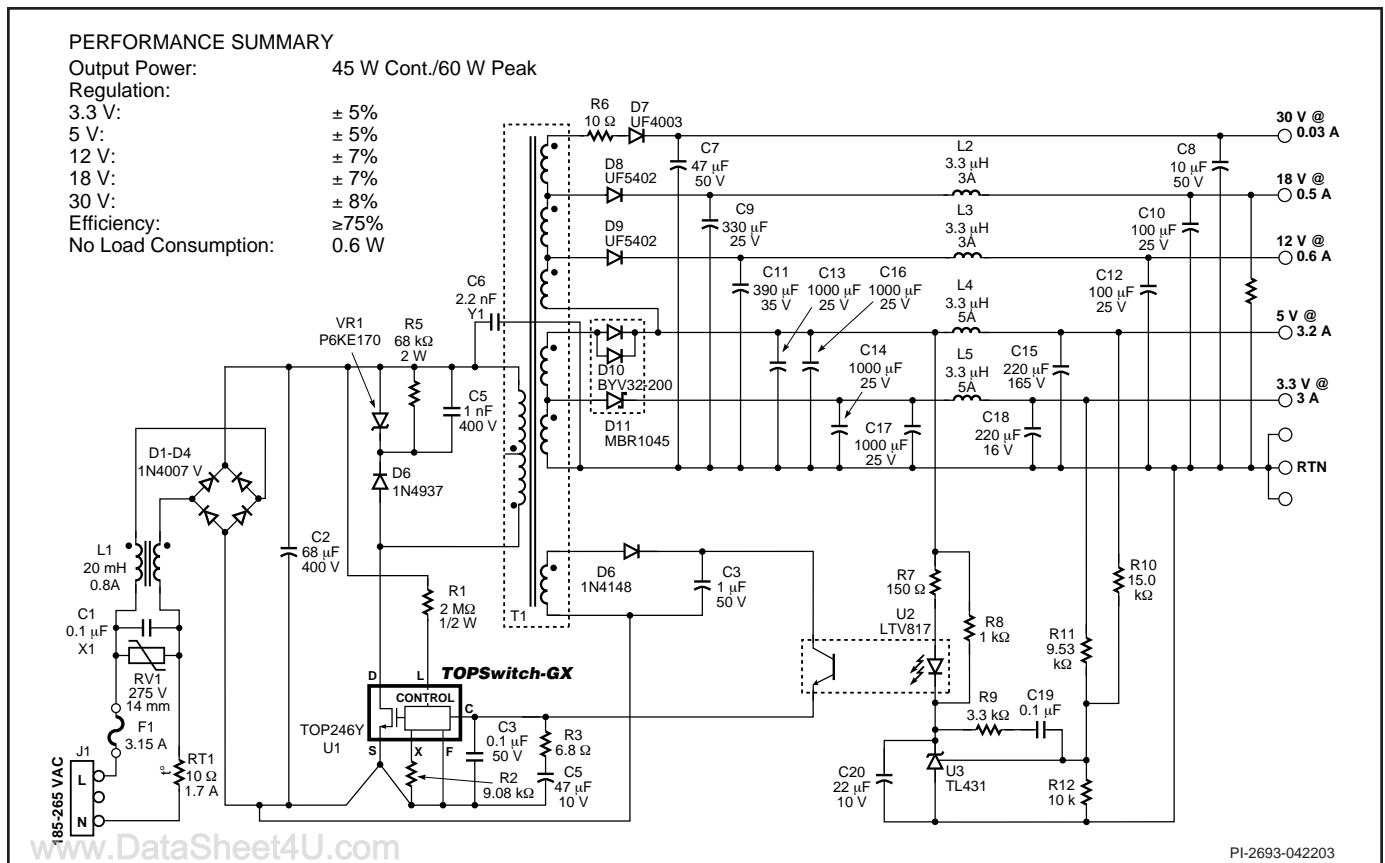 PERFORMANCE SUMMARY
Output Power: 45 W Cont./60 W Peak
Regulation:
3.3 V: ± 5%
5 V: ± 5%
12 V: ± 7%
18 V: ± 7%
30 V: ± 8%
Efficiency: ≥75%
No Load Consumption: 0.6 W
R6
10 Ω
D7
UF4003
C7
47 µF
50 V
L2
3.3 µH
3A
C8
10 µF
50 V
30 V @
0.03 A
D8
UF5402
18 V @
0.5 A
C9
330 µF
25 V
L3
3.3 µH
3A
C10
100 µF
25 V
D9
UF5402
12 V @
0.6 A
C11
390 µF
35 V
C13
1000 µF
25 V
C16
1000 µF
25 V
L4
3.3 µH
5A
C12
100 µF
25 V
5 V @
3.2 A
C6
2.2 nF
Y1
VR1
P6KE170
R5
68 kΩ
2 W
C5
1 nF
400 V
D10
BYV32-200
C14
1000 µF
25 V
L5
3.3 µH
5A
C15
220 µF
165 V
3.3 V @
3 A
D11
MBR1045
C17
1000 µF
25 V
C18
220 µF
16 V
RTN
D1-D4
1N4007 V
D6
1N4937
C2
68 µF
400 V
L1
20 mH
0.8A
C1
0.1 µF
X1
RV1
275 V
14 mm
F1
3.15 A
J1
L
N
185-265 VAC
RT1
10 Ω
1.7 A
t°
R1
2 MΩ
1/2 W
T1
D6
1N4148
C3
1 µF
50 V
R7
150 Ω
U2
LTV817
R8
1 kΩ
R10
15.0
kΩ
R11
9.53
kΩ
TOPSwitch-GX
D
L
CONTROL
C
S
X
F
TOP246Y
U1
C3
0.1 µF
50 V
R3
6.8 Ω
C5
47 µF
10 V
R2
9.08 kΩ
R9
3.3 kΩ
C19
0.1 µF
C20
22 µF
10 V
U3
TL431
R12
10 k
www.DataSheet4U.com
PI-2693-042203